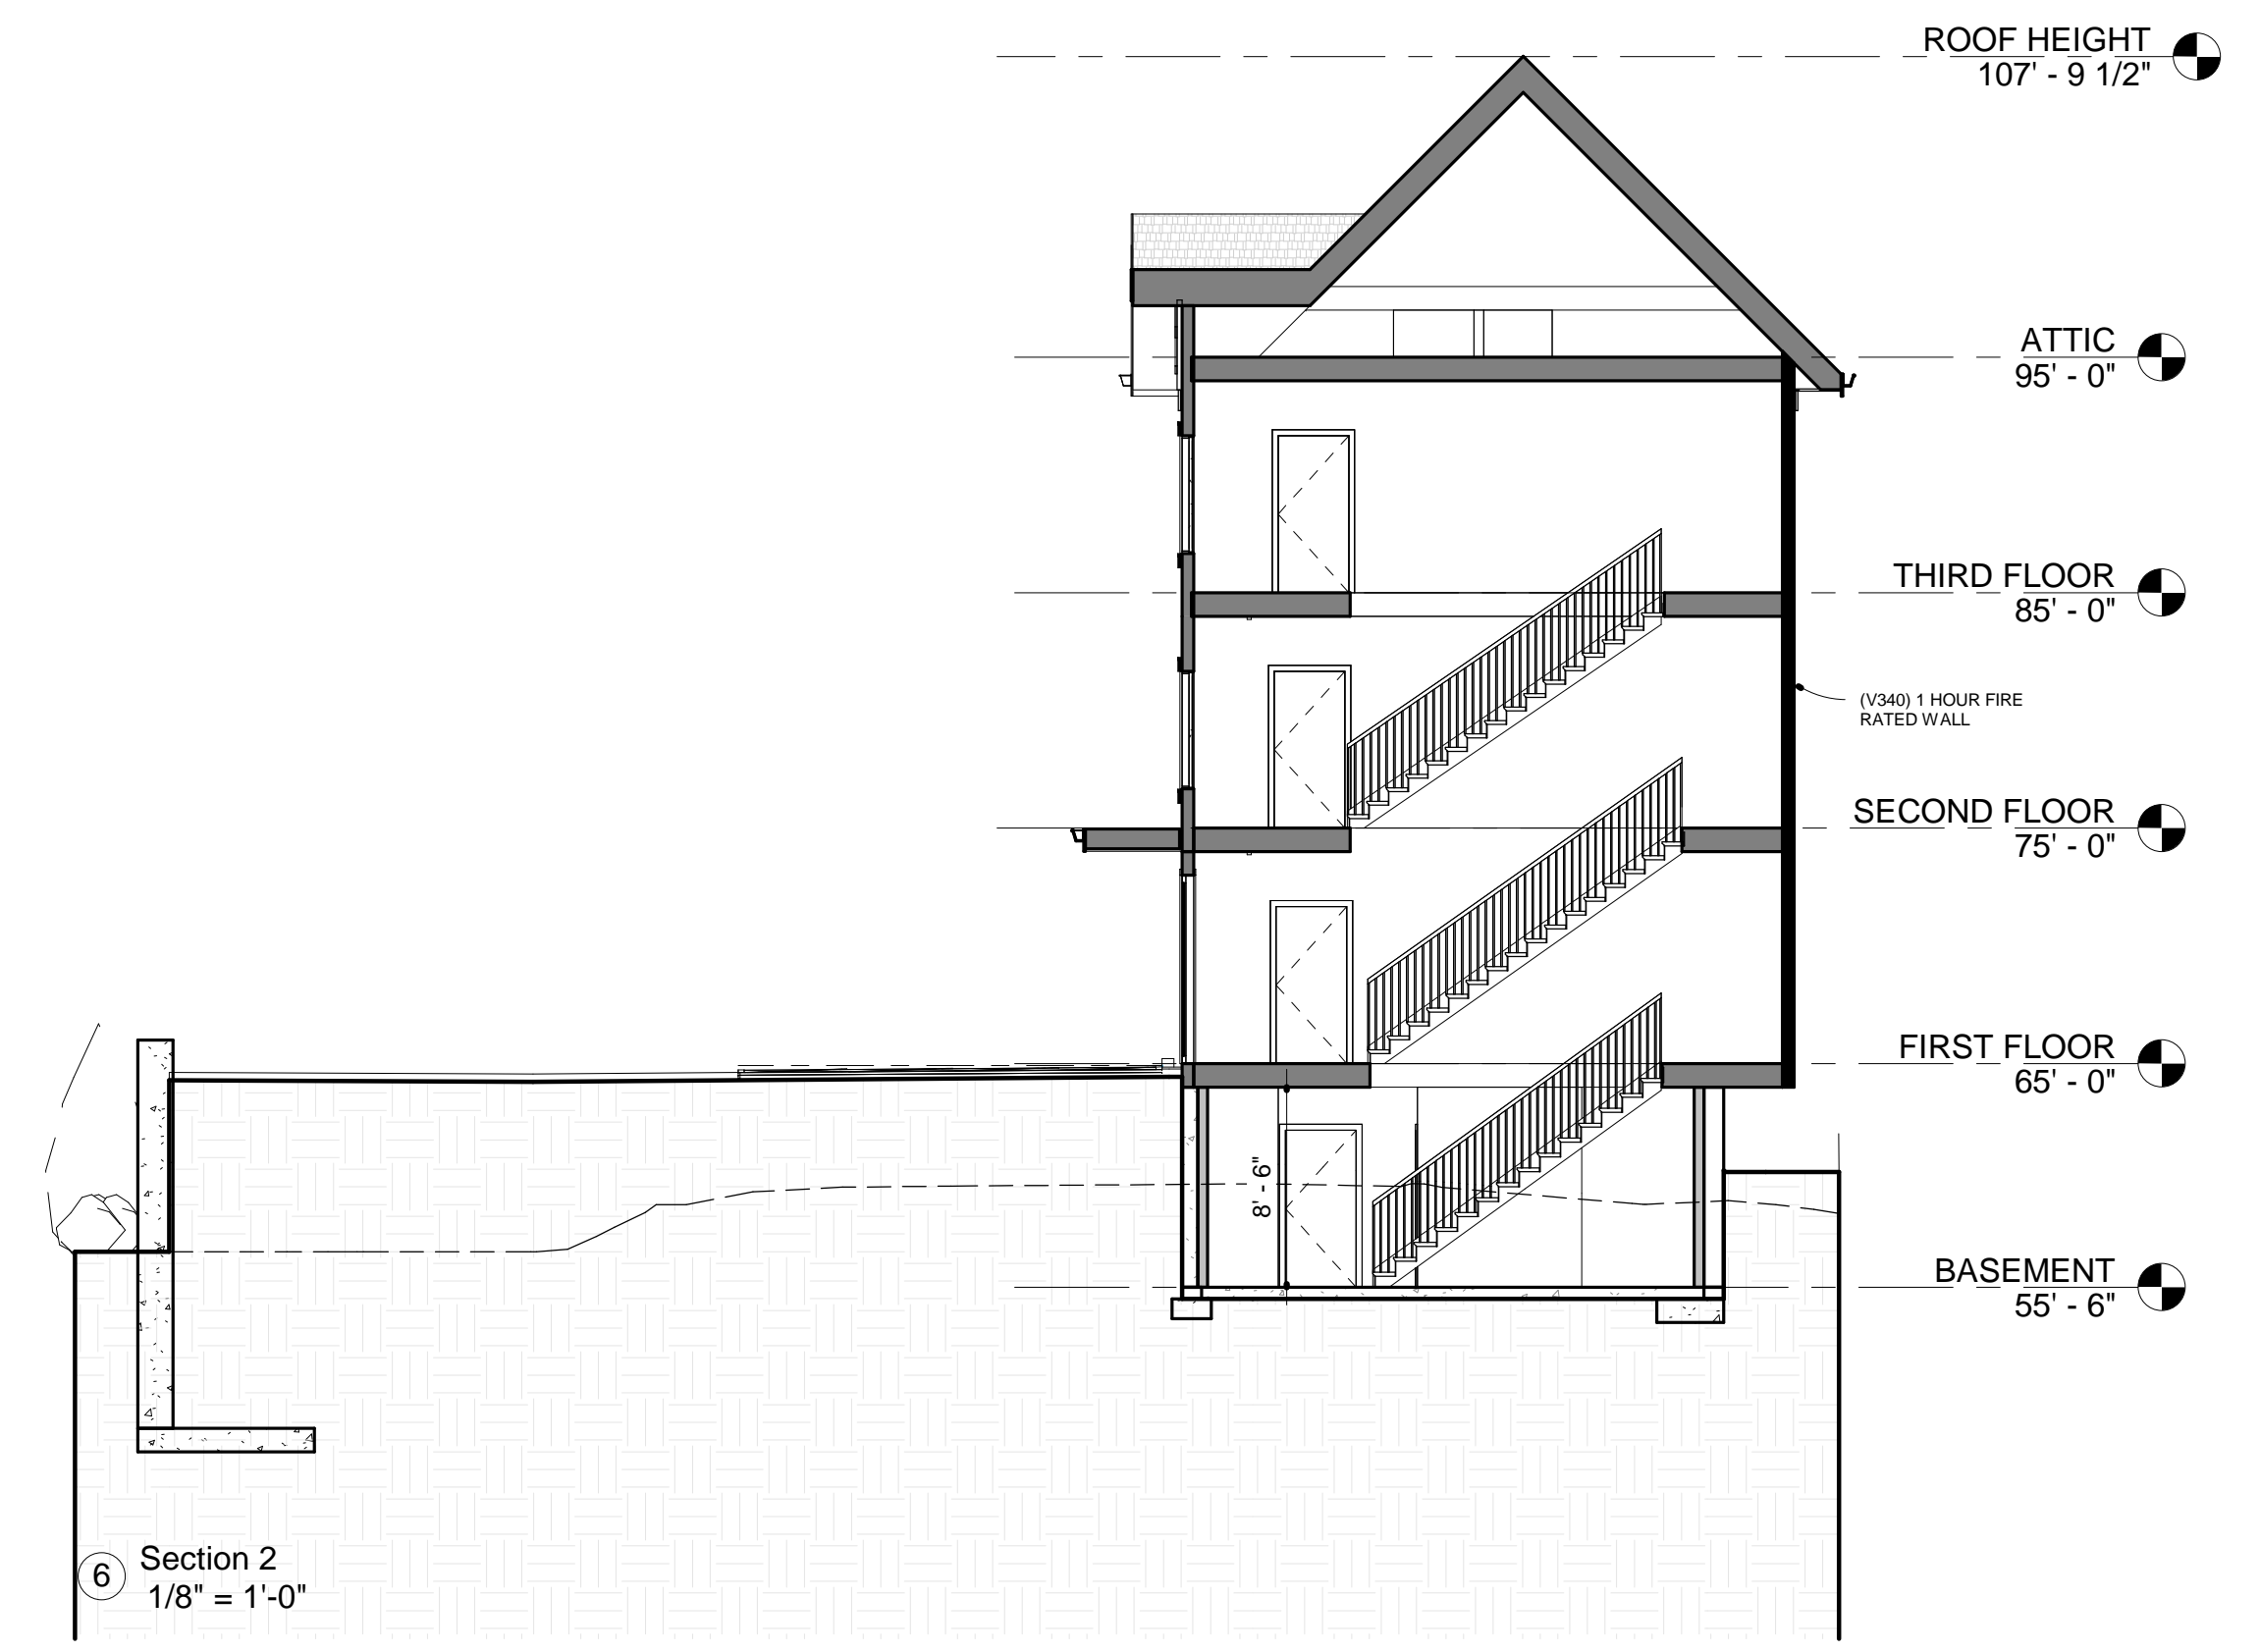 ROOF HEIGHT
107' - 9 1/2"
ATTIC
95' - 0"
THIRD FLOOR
85' - 0"
(V340) 1 HOUR FIRE
RATED WALL
SECOND FLOOR
75' - 0"
FIRST FLOOR
65' - 0"
8' - 6"
BASEMENT
55' - 6"
6
Section 2
1/8" = 1'-0"